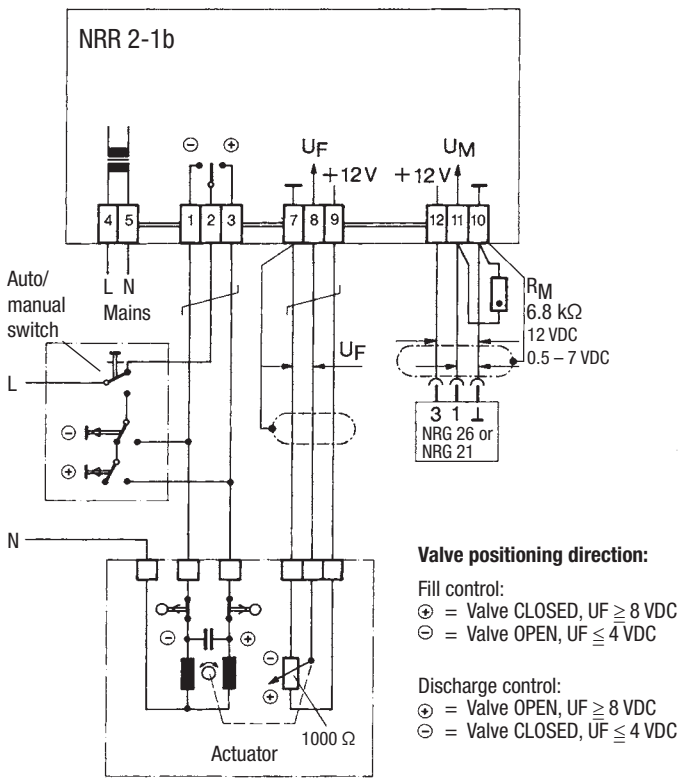 NRR 2-1b
⊖ ⊕
UF
+12V
+12V
UM
4 5 1 2 3 7 8 9 12 11 10
L N
Mains
Auto/
manual
switch
L
⊖
⊕
UF
RM
6.8 kΩ
12 VDC
0.5 – 7 VDC
3 1 ⊥
NRG 26 or
NRG 21
N
⊖ ⊕
⊖
⊕
1000 Ω
Actuator
Valve positioning direction:
Fill control:
⊕ = Valve CLOSED, UF ≧ 8 VDC
⊖ = Valve OPEN, UF ≦ 4 VDC
Discharge control:
⊕ = Valve OPEN, UF ≧ 8 VDC
⊖ = Valve CLOSED, UF ≦ 4 VDC